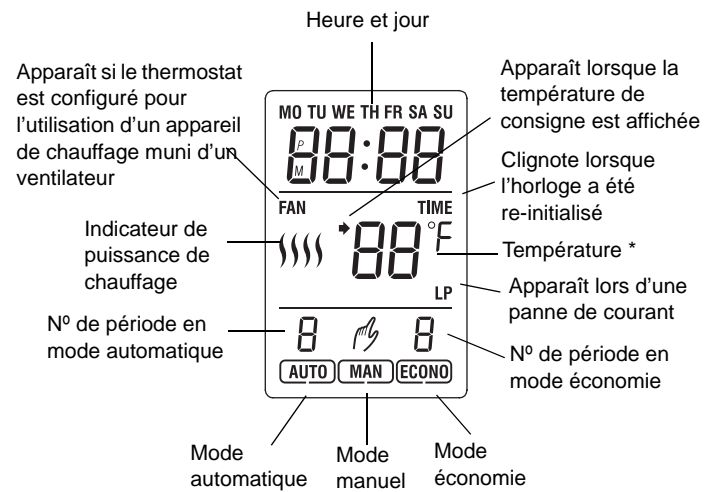 Heure et jour
Apparaît si le thermostat
est configuré pour
l'utilisation d'un appareil
de chauffage muni d'un
ventilateur
Apparaît lorsque la
température de
consigne est affichée
MO TU WE TH FR SA SU
P
M
88:88
Clignote lorsque
l'horloge a été
re-initialisé
FAN
TIME
Indicateur de
puissance de
chauffage
88°F
Température *
LP
Apparaît lors d'une
panne de courant
Nº de période en
mode automatique
8
8
Nº de période en
mode économie
AUTO MAN ECONO
Mode
automatique
Mode
manuel
Mode
économie